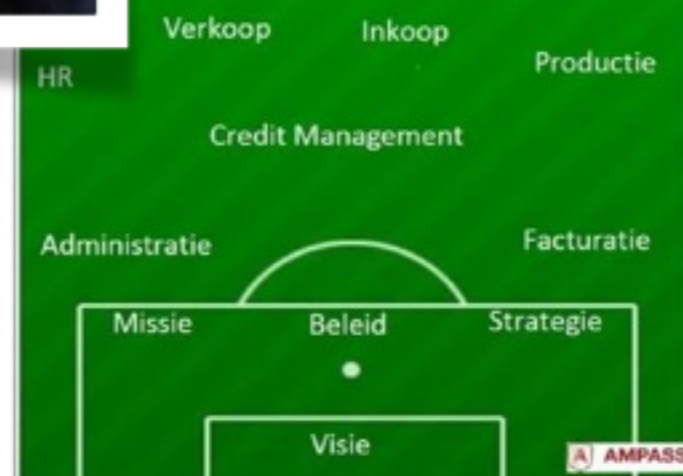 Verkoop Inkoop
Productie
HR
Credit Management
Administratie Facturatie
Missie Beleid Strategie
Visie
A AMPASS